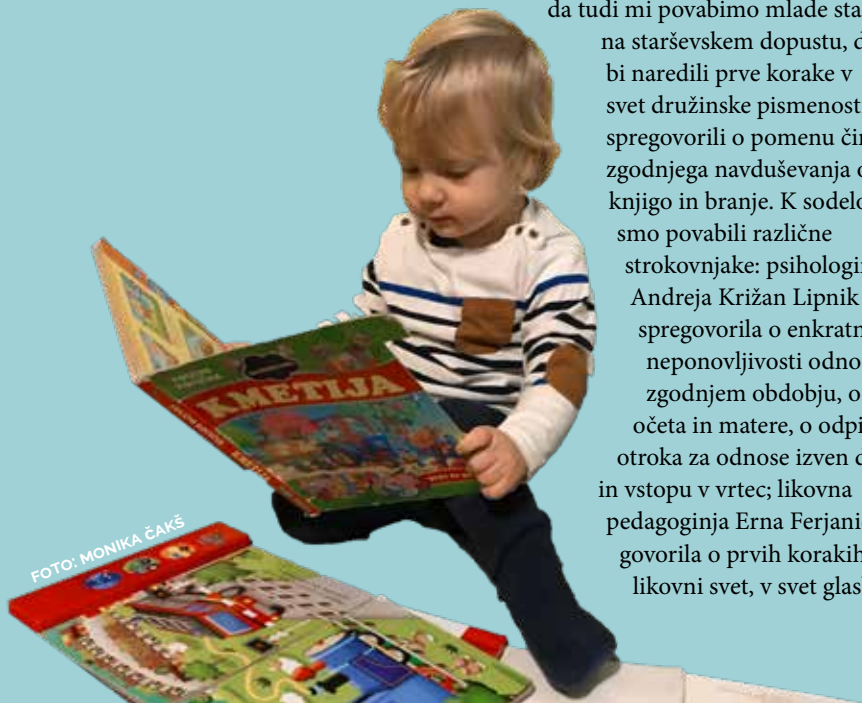 da tudi mi povabimo mlade sta
na starševskem dopustu, d
bi naredili prve korake v
svet družinske pismenost
spregovorili o pomenu čim
zgodnjega navduševanja o
knjigo in branje. K sodelo
smo povabili različne
strokovnjake: psihologin
Andreja Križan Lipnik
spregovorila o enkratn
neponovljivosti odno
zgodnjem obdobju, o
očeta in matere, o odpi
otroka za odnose izven d
in vstopu v vrtec; likovna
pedagoginja Erna Ferjani
govorila o prvih korakih
likovni svet, v svet glas
KMETIJA
FOTO: MONIKA ČAKŠ